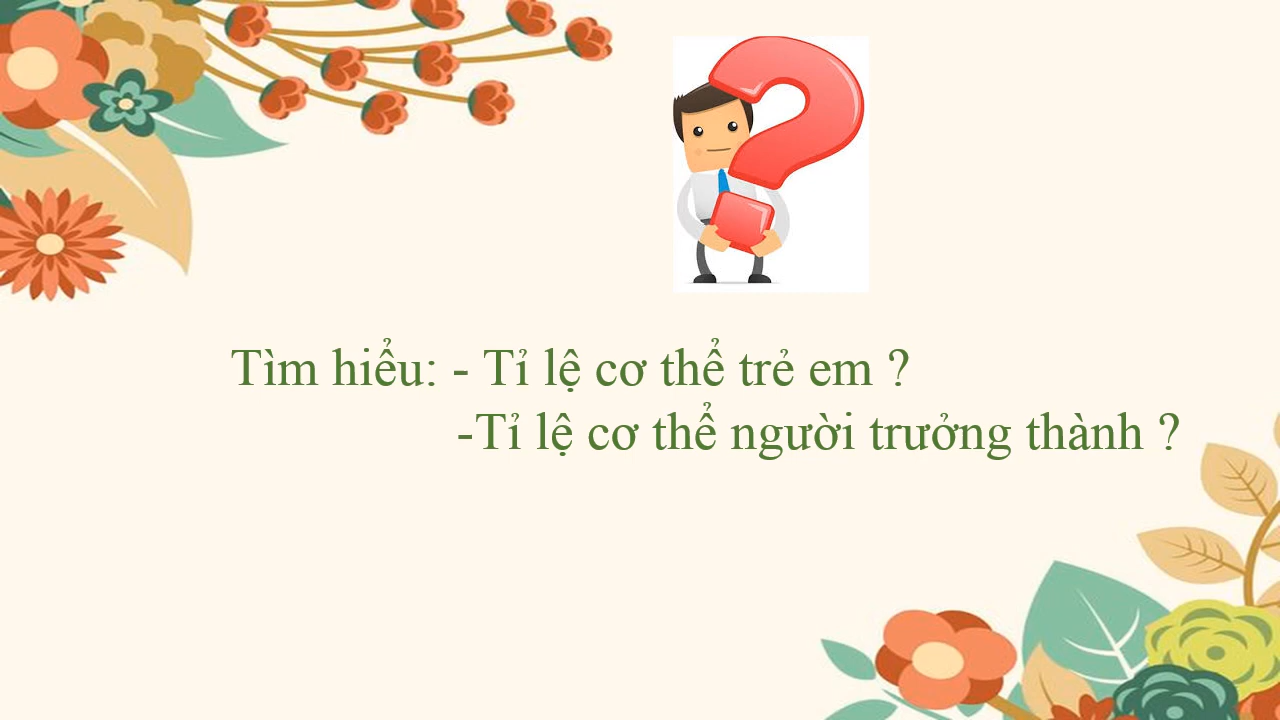 Tìm hiểu: - Tỉ lệ cơ thể trẻ em ?
-Tỉ lệ cơ thể người trưởng thành ?